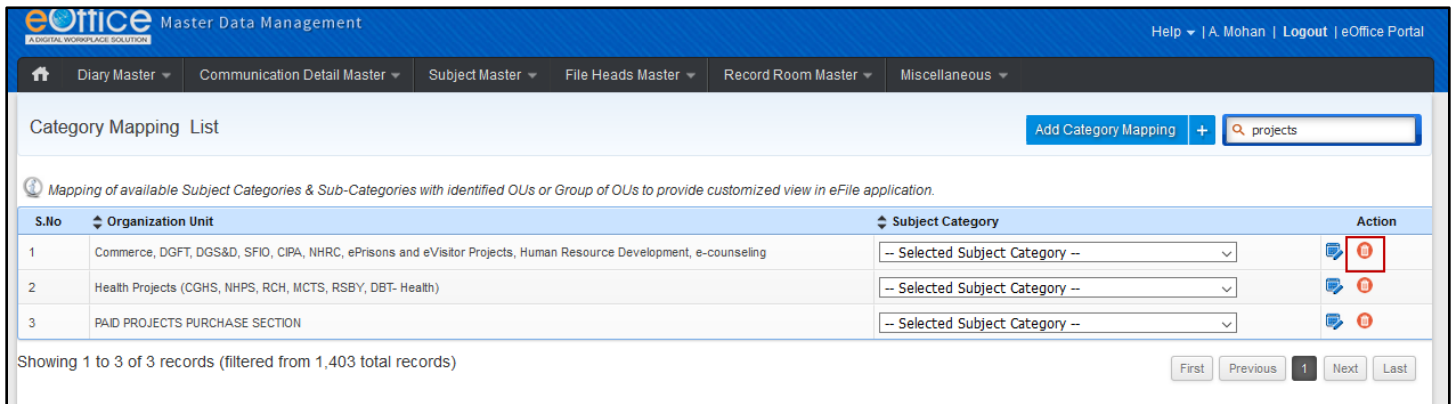 eOffice Master Data Management
A DIGITAL WORKPLACE SOLUTION
Help | A. Mohan | Logout | eOffice Portal
Diary Master Communication Detail Master Subject Master File Heads Master Record Room Master Miscellaneous
Category Mapping List Add Category Mapping + projects
Mapping of available Subject Categories & Sub-Categories with identified OUs or Group of OUs to provide customized view in eFile application.
S.No Organization Unit Subject Category Action
1 Commerce, DGFT, DGS&D, SFIO, CIPA, NHRC, ePrisons and eVisitor Projects, Human Resource Development, e-counseling -- Selected Subject Category --
2 Health Projects (CGHS, NHPS, RCH, MCTS, RSBY, DBT- Health) -- Selected Subject Category --
3 PAID PROJECTS PURCHASE SECTION -- Selected Subject Category --
Showing 1 to 3 of 3 records (filtered from 1,403 total records) First Previous 1 Next Last